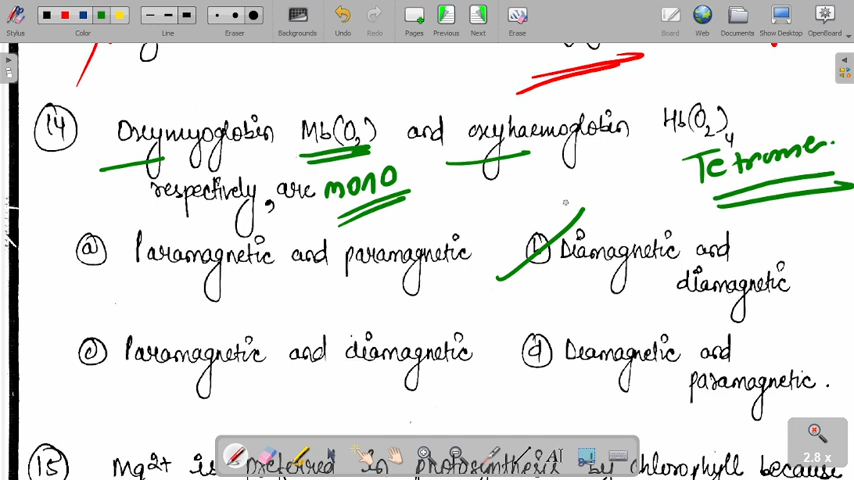 Stylus
Color
Line
Eraser
Backgrounds
Undo
Redo
Pages
Previous
Next
Erase
Board
Web
Show Desktop
OpenBoard
14 Oxymyoglobin Mb(O2) and oxyhaemoglobin Hb(O2)4
Tetramer.
respectively, are mono
a Paramagnetic and paramagnetic
b Diamagnetic and diamagnetic
c Paramagnetic and diamagnetic
d Diamagnetic and paramagnetic.
2.8 x
15 Mg2+ is preferred in photosynthesis by chlorophyll because